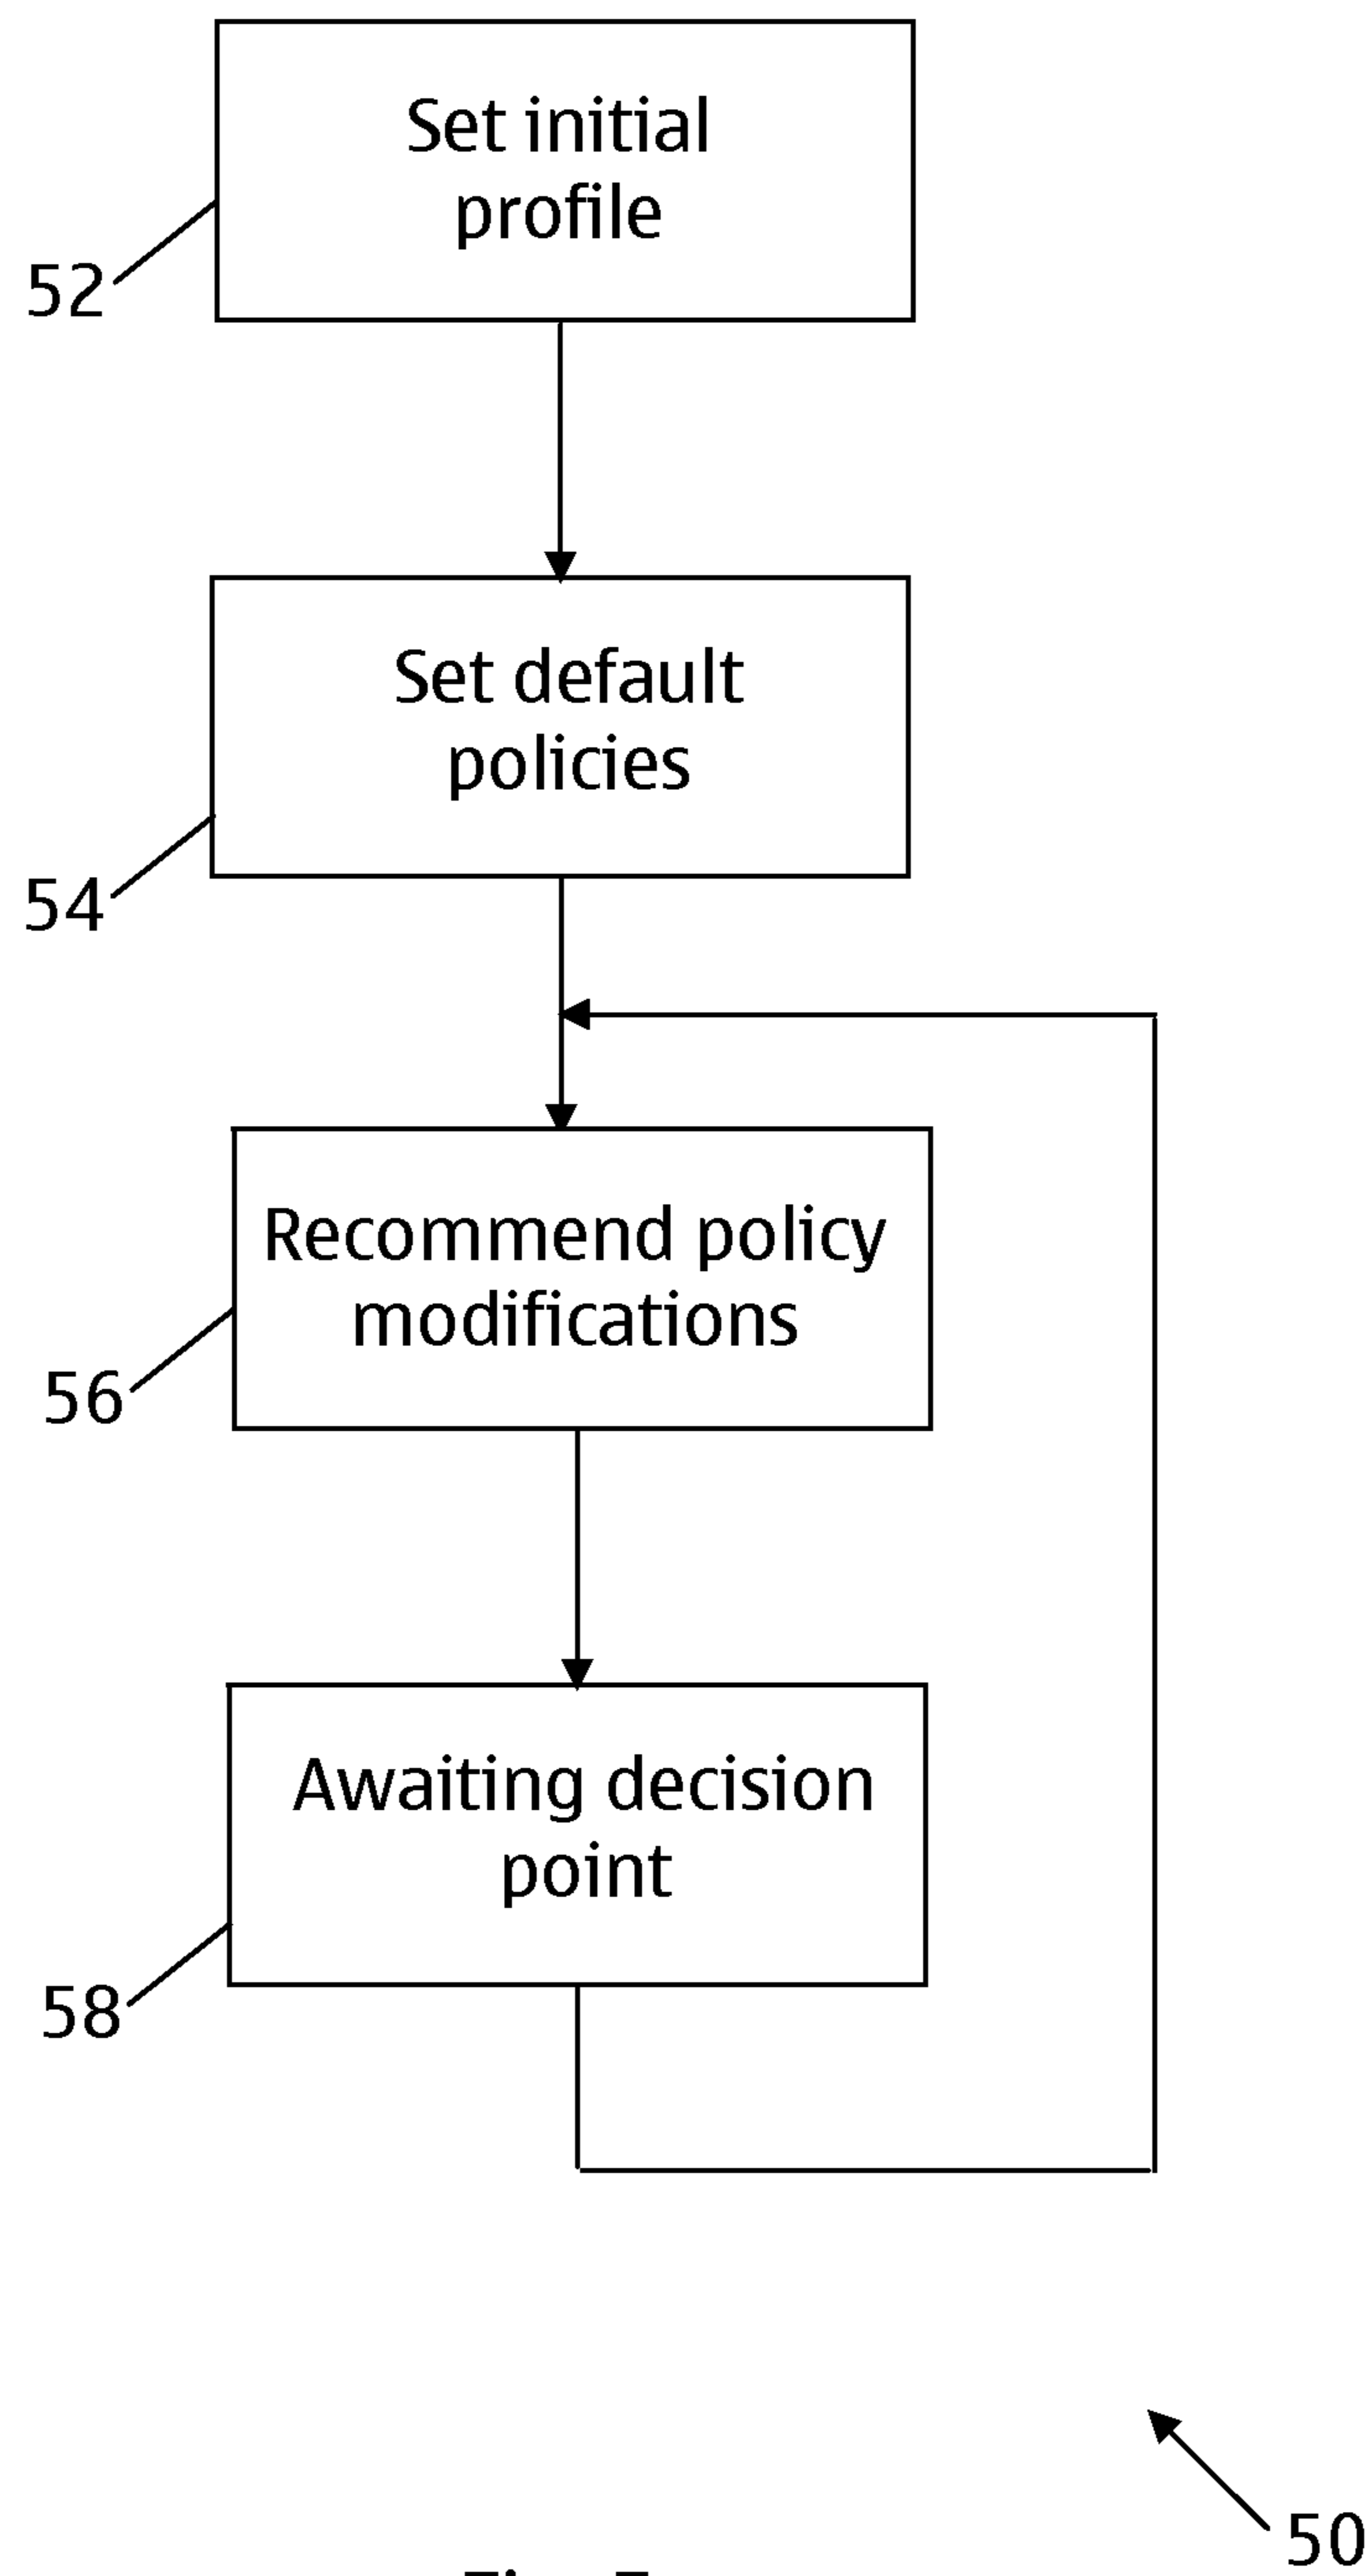 Set initial
profile
52
Set default
policies
54
Recommend policy
modifications
56
Awaiting decision
point
58
50